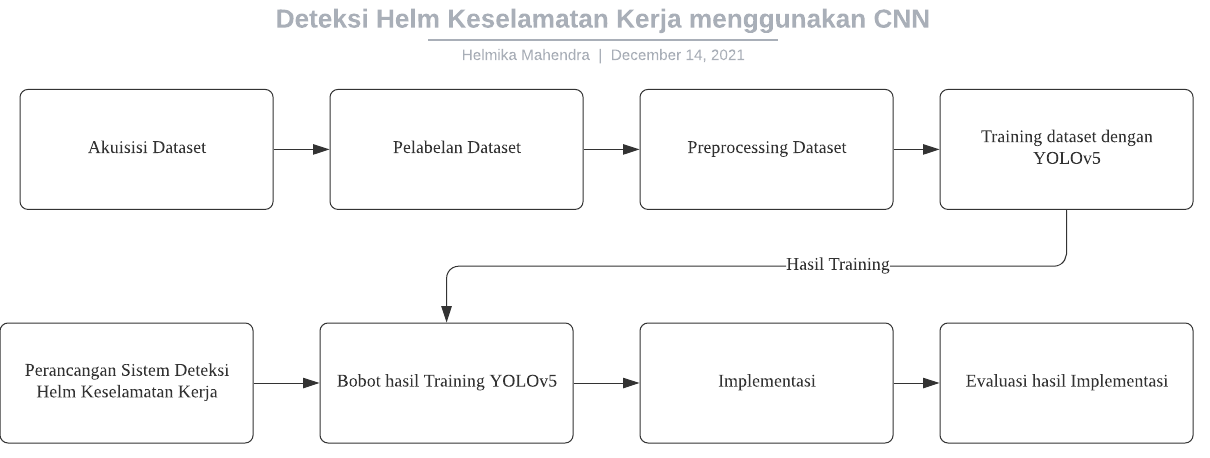 Deteksi Helm Keselamatan Kerja menggunakan CNN
Helmika Mahendra | December 14, 2021
Akuisisi Dataset
Pelabelan Dataset
Preprocessing Dataset
Training dataset dengan
YOLOv5
Hasil Training
Perancangan Sistem Deteksi
Helm Keselamatan Kerja
Bobot hasil Training YOLOv5
Implementasi
Evaluasi hasil Implementasi